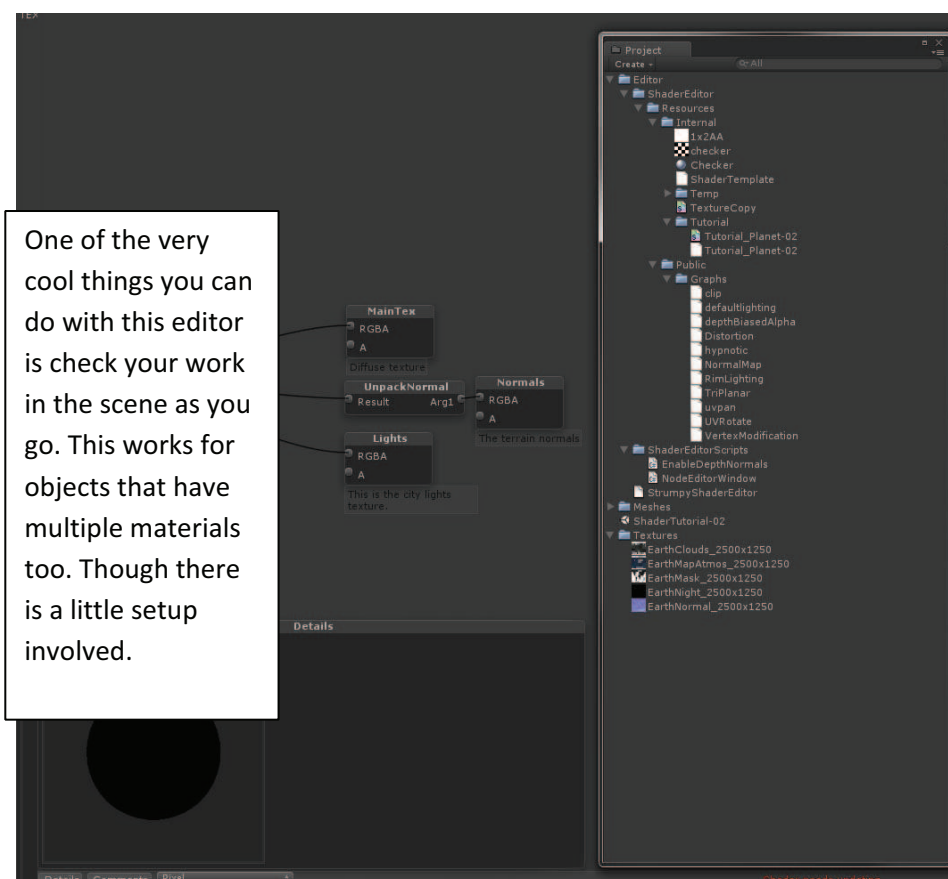 TEX
Project
Create
All
Editor
ShaderEditor
Resources
Internal
1x2AA
checker
Checker
ShaderTemplate
Temp
TextureCopy
Tutorial
Tutorial_Planet-02
Tutorial_Planet-02
Public
Graphs
clip
defaultlighting
depthBiasedAlpha
Distortion
hypnotic
NormalMap
RimLighting
TriPlanar
uvpan
UVRotate
VertexModification
ShaderEditorScripts
EnableDepthNormals
NodeEditorWindow
StrumpyShaderEditor
Meshes
ShaderTutorial-02
Textures
EarthClouds_2500x1250
EarthMapAtmos_2500x1250
EarthMask_2500x1250
EarthNight_2500x1250
EarthNormal_2500x1250
One of the very
cool things you can
do with this editor
is check your work
in the scene as you
go. This works for
objects that have
multiple materials
too. Though there
is a little setup
involved.
MainTex
RGBA
A
Diffuse texture
UnpackNormal
Result Arg1
Normals
RGBA
A
The terrain normals
Lights
RGBA
A
This is the city lights
texture.
Details
Details Comments Pixel